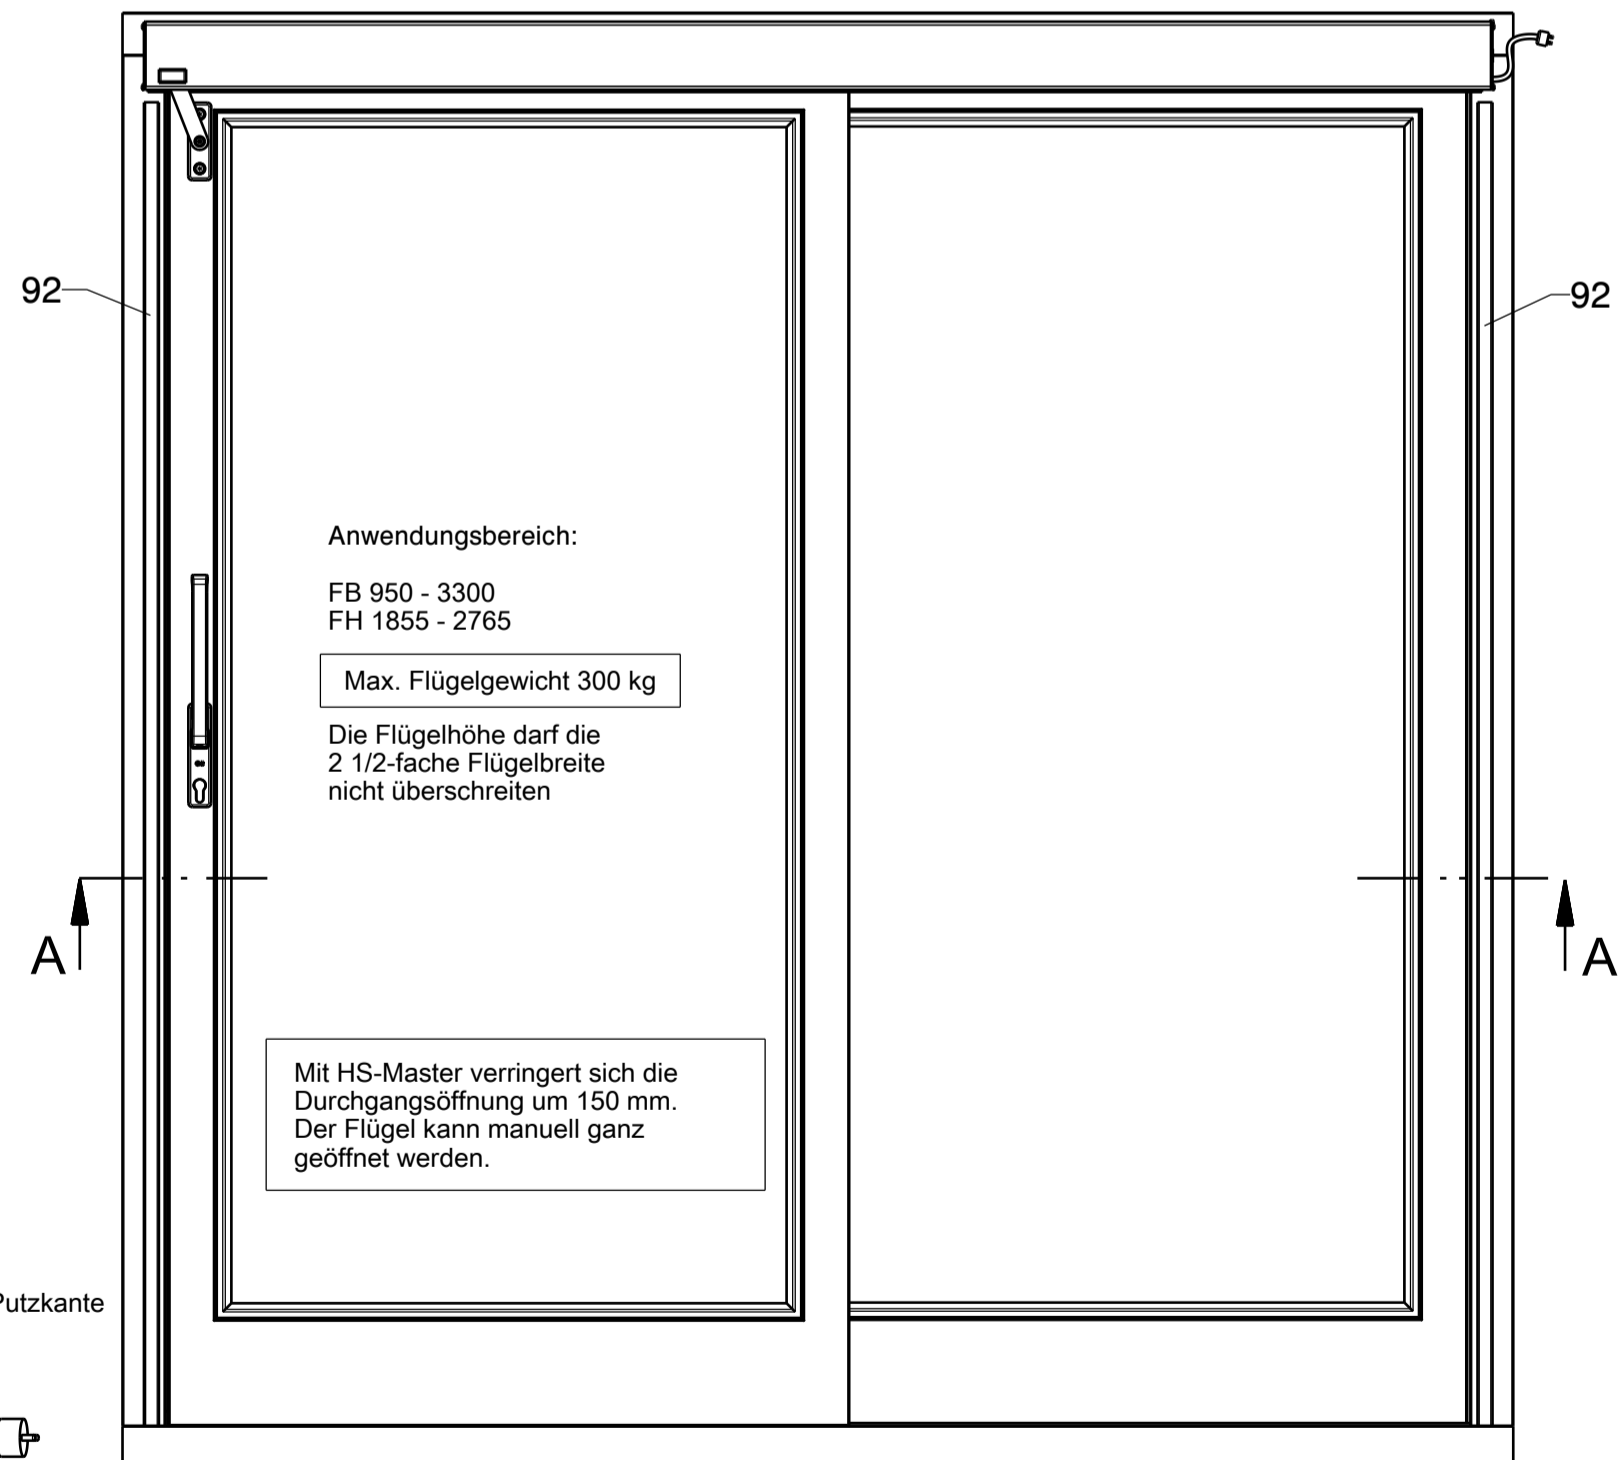 92
92
Anwendungsbereich:
FB 950 - 3300
FH 1855 - 2765
Max. Flügelgewicht 300 kg
Die Flügelhöhe darf die
2 1/2-fache Flügelbreite
nicht überschreiten
A
A
Mit HS-Master verringert sich die
Durchgangsöffnung um 150 mm.
Der Flügel kann manuell ganz
geöffnet werden.
Putzkante